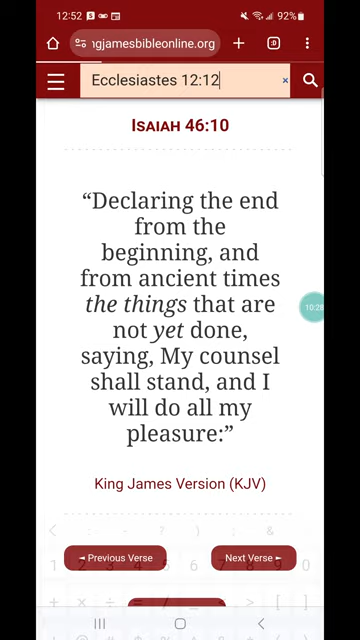 12:52
92%
ngjamesbibleonline.org
:D
Ecclesiastes 12:12
×
ISAIAH 46:10
“Declaring the end
from the
beginning, and
from ancient times
the things that are
not yet done,
saying, My counsel
shall stand, and I
will do all my
pleasure:”
10:28
King James Version (KJV)
◄ Previous Verse
Next Verse ►